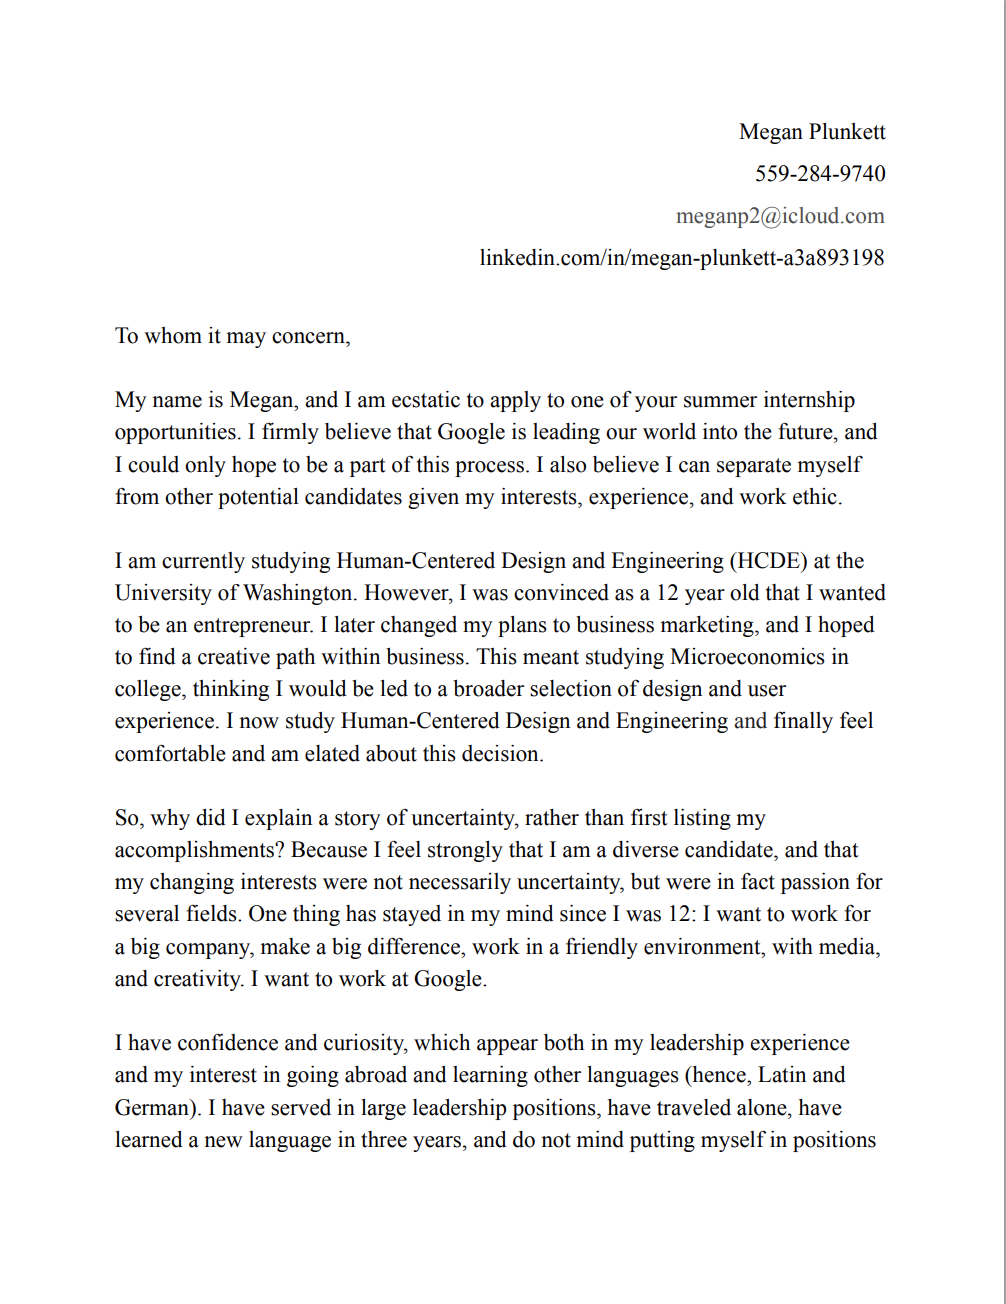 Megan Plunkett
559-284-9740
meganp2@icloud.com
linkedin.com/in/megan-plunkett-a3a893198
To whom it may concern,
My name is Megan, and I am ecstatic to apply to one of your summer internship
opportunities. I firmly believe that Google is leading our world into the future, and
I could only hope to be a part of this process. I also believe I can separate myself
from other potential candidates given my interests, experience, and work ethic.
I am currently studying Human-Centered Design and Engineering (HCDE) at the
University of Washington. However, I was convinced as a 12 year old that I wanted
to be an entrepreneur. I later changed my plans to business marketing, and I hoped
to find a creative path within business. This meant studying Microeconomics in
college, thinking I would be led to a broader selection of design and user
experience. I now study Human-Centered Design and Engineering and finally feel
comfortable and am elated about this decision.
So, why did I explain a story of uncertainty, rather than first listing my
accomplishments? Because I feel strongly that I am a diverse candidate, and that
my changing interests were not necessarily uncertainty, but were in fact passion for
several fields. One thing has stayed in my mind since I was 12: I want to work for
a big company, make a big difference, work in a friendly environment, with media,
and creativity. I want to work at Google.
I have confidence and curiosity, which appear both in my leadership experience
and my interest in going abroad and learning other languages (hence, Latin and
German). I have served in large leadership positions, have traveled alone, have
learned a new language in three years, and do not mind putting myself in positions